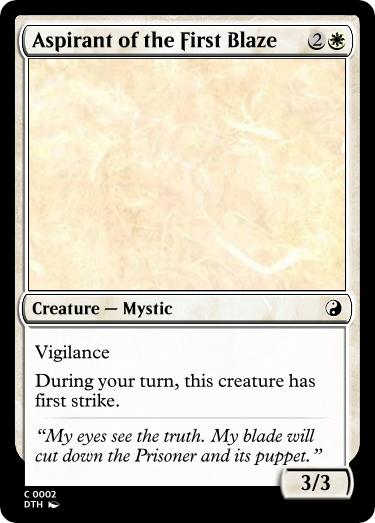 Aspirant of the First Blaze 2
Creature — Mystic
Vigilance
During your turn, this creature has
first strike.
“My eyes see the truth. My blade will
cut down the Prisoner and its puppet.”
3/3
C 0002
DTH